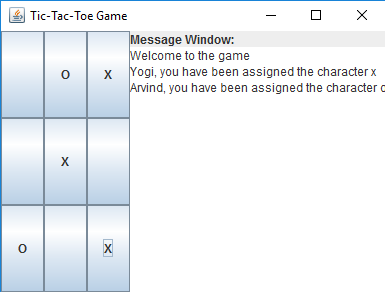 Tic-Tac-Toe Game
Message Window:
Welcome to the game
Yogi, you have been assigned the character x
Arvind, you have been assigned the character o
O X
X
O X